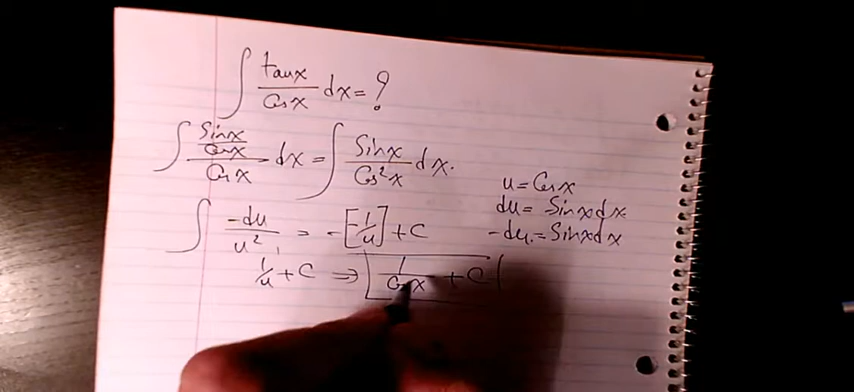 ∫ tanx/Cosx dx = ?
∫ (Sinx/Cosx)/Cosx dx = ∫ Sinx/Cos²x dx.
u = Cosx
du = Sinx dx
-du = Sinx dx
∫ -du/u² = -[-1/u] + C
1/u + C ⇒ 1/Cosx + C